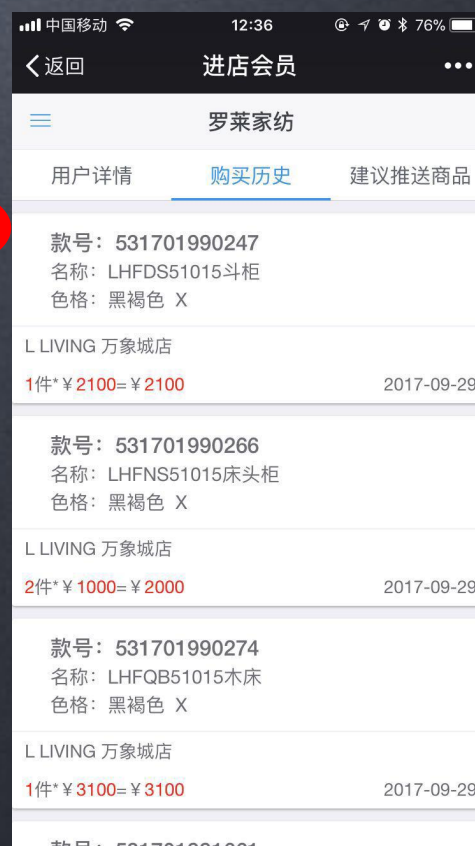 中国移动 12:36 76%
返回 进店会员
罗莱家纺
用户详情 购买历史 建议推送商品
款号：531701990247
名称：LHFDS51015斗柜
色格：黑褐色 X
L LIVING 万象城店
1件*￥2100=￥2100 2017-09-29
款号：531701990266
名称：LHFNS51015床头柜
色格：黑褐色 X
L LIVING 万象城店
2件*￥1000=￥2000 2017-09-29
款号：531701990274
名称：LHFQB51015木床
色格：黑褐色 X
L LIVING 万象城店
1件*￥3100=￥3100 2017-09-29